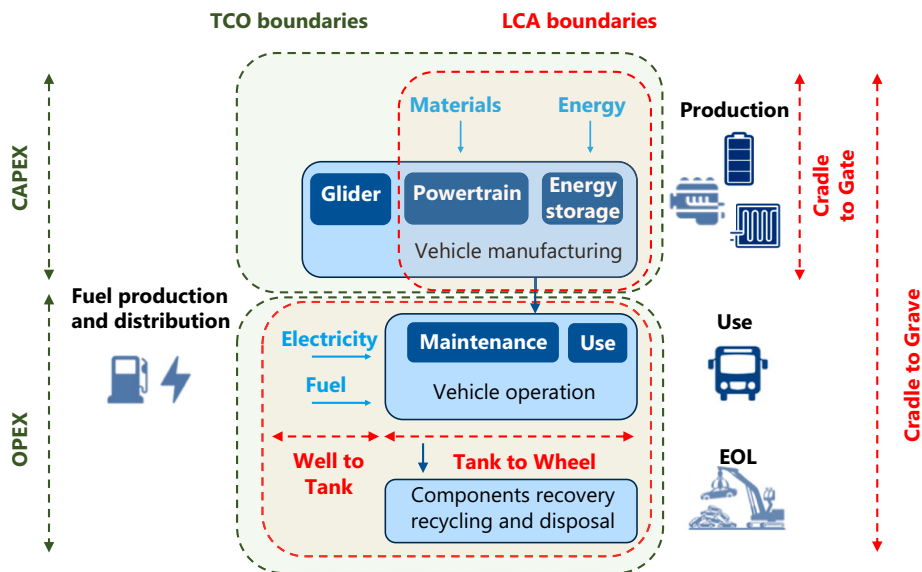 TCO boundaries
LCA boundaries
CAPEX
Materials
Energy
Production
Cradle
to Gate
Glider
Powertrain
Energy
storage
Vehicle manufacturing
Fuel production
and distribution
OPEX
Electricity
Fuel
Maintenance
Use
Vehicle operation
Use
Cradle to Grave
Well to
Tank
Tank to Wheel
EOL
Components recovery
recycling and disposal